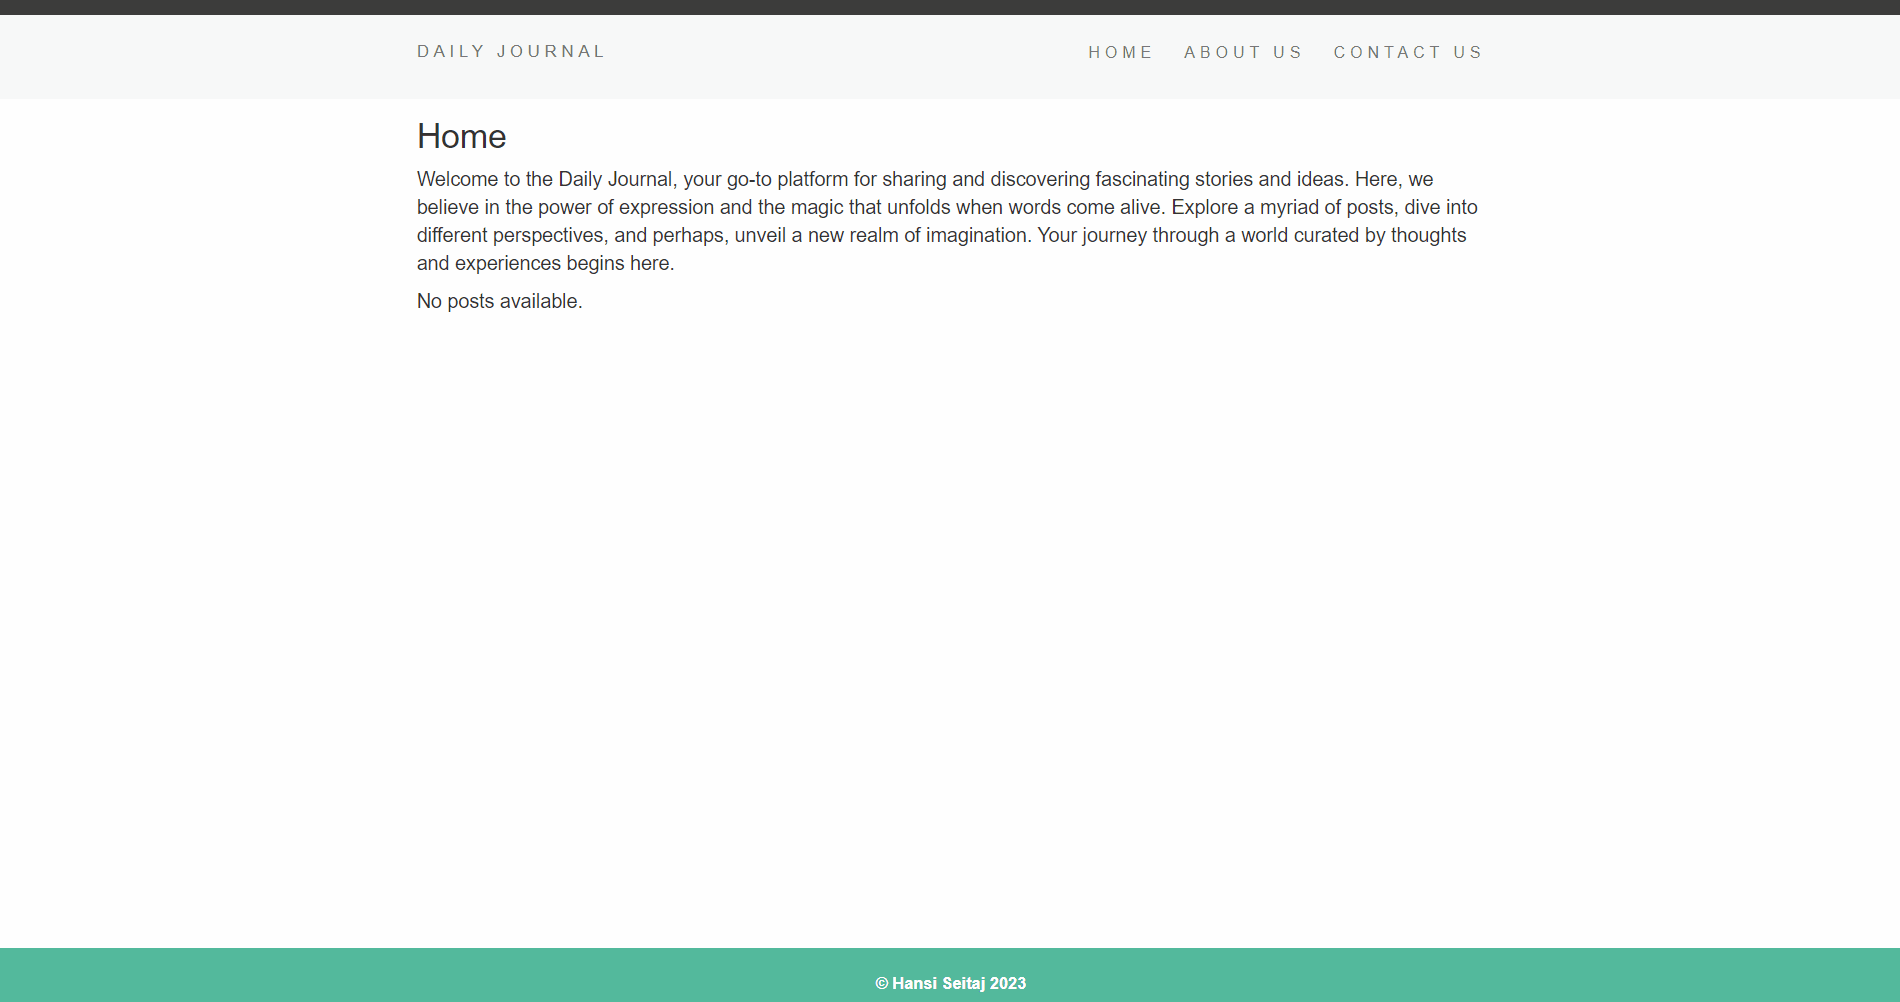 DAILY JOURNAL
HOME ABOUT US CONTACT US
Home
Welcome to the Daily Journal, your go-to platform for sharing and discovering fascinating stories and ideas. Here, we
believe in the power of expression and the magic that unfolds when words come alive. Explore a myriad of posts, dive into
different perspectives, and perhaps, unveil a new realm of imagination. Your journey through a world curated by thoughts
and experiences begins here.
No posts available.
© Hansi Seitaj 2023